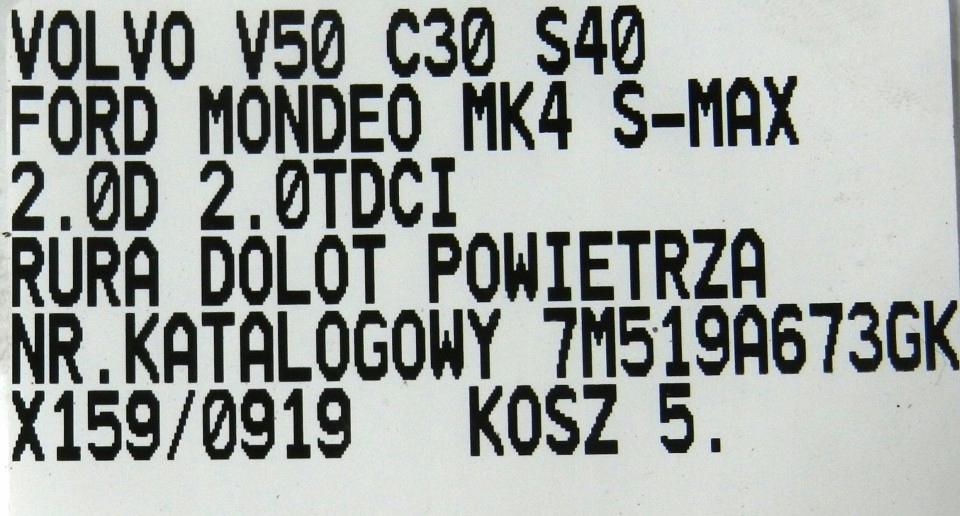 VOLVO V50 C30 S40
FORD MONDEO MK4 S-MAX
2.0D 2.0TDCI
RURA DOLOT POWIETRZA
NR.KATALOGOWY 7M519A673GK
X159/0919 KOSZ 5.